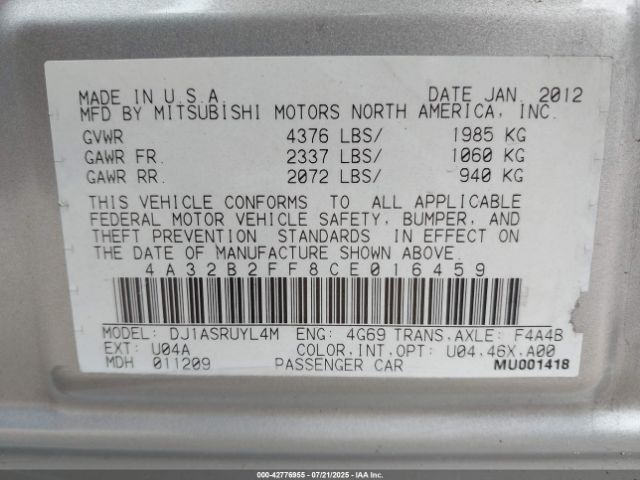 MADE IN U.S.A. DATE JAN. 2012
MFD BY MITSUBISHI MOTORS NORTH AMERICA, INC.
GVWR 4376 LBS/ 1985 KG
GAWR FR. 2337 LBS/ 1060 KG
GAWR RR. 2072 LBS/ 940 KG
THIS VEHICLE CONFORMS TO ALL APPLICABLE
FEDERAL MOTOR VEHICLE SAFETY, BUMPER, AND
THEFT PREVENTION STANDARDS IN EFFECT ON
THE DATE OF MANUFACTURE SHOWN ABOVE.
4A32B2FF8CE016459
MODEL: DJ1ASRUYL4M ENG: 4G69 TRANS.AXLE: F4A4B
EXT: U04A COLOR.INT.OPT: U04.46X.A00
MDH 011209 PASSENGER CAR MU001418
000-42776955 - 07/21/2025 - IAAI.COM